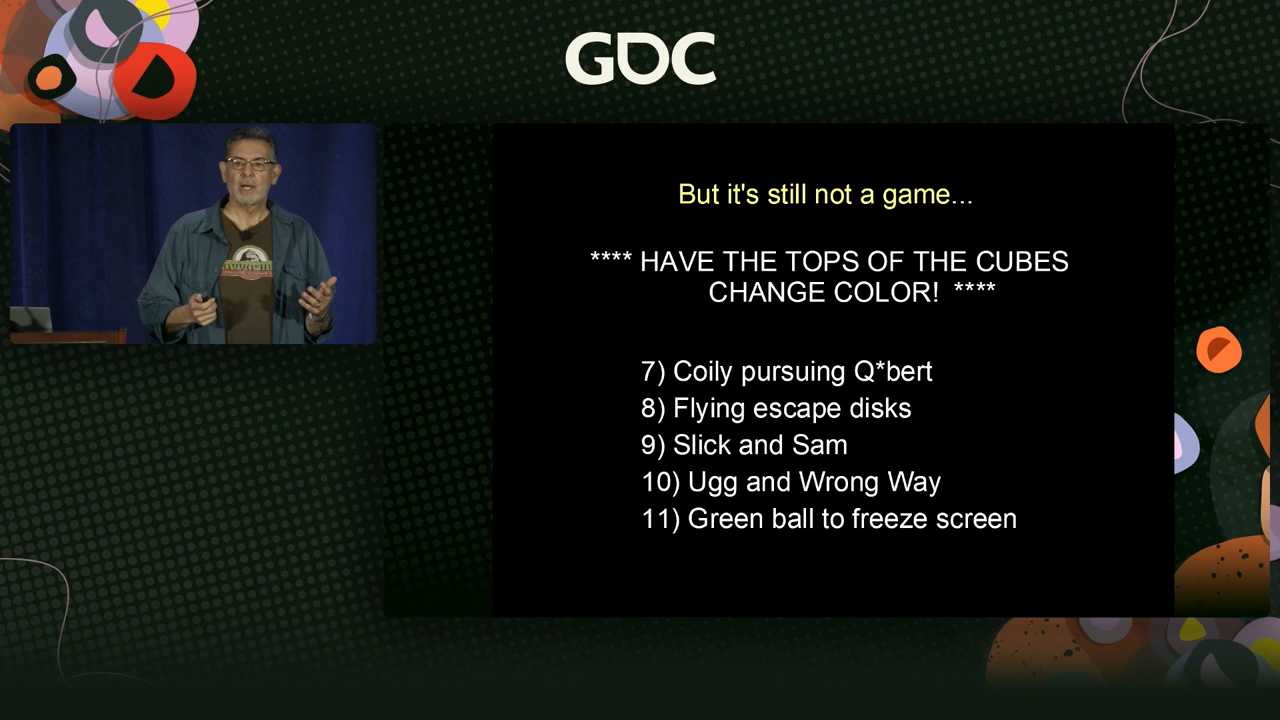 GDC
But it's still not a game...
**** HAVE THE TOPS OF THE CUBES
CHANGE COLOR! ****
7) Coily pursuing Q*bert
8) Flying escape disks
9) Slick and Sam
10) Ugg and Wrong Way
11) Green ball to freeze screen